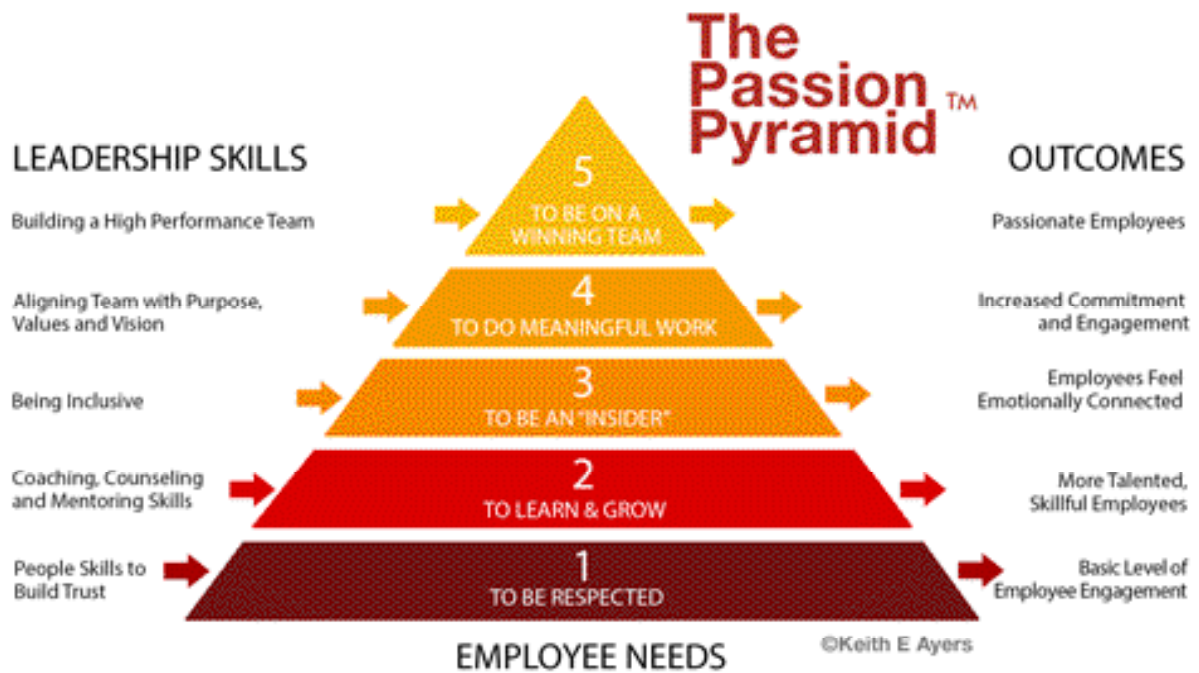 The
Passion
Pyramid ™
LEADERSHIP SKILLS
OUTCOMES
Building a High Performance Team
5
TO BE ON A
WINNING TEAM
Passionate Employees
Aligning Team with Purpose,
Values and Vision
4
TO DO MEANINGFUL WORK
Increased Commitment
and Engagement
Being Inclusive
3
TO BE AN "INSIDER"
Employees Feel
Emotionally Connected
Coaching, Counseling
and Mentoring Skills
2
TO LEARN & GROW
More Talented,
Skillful Employees
People Skills to
Build Trust
1
TO BE RESPECTED
Basic Level of
Employee Engagement
©Keith E Ayers
EMPLOYEE NEEDS